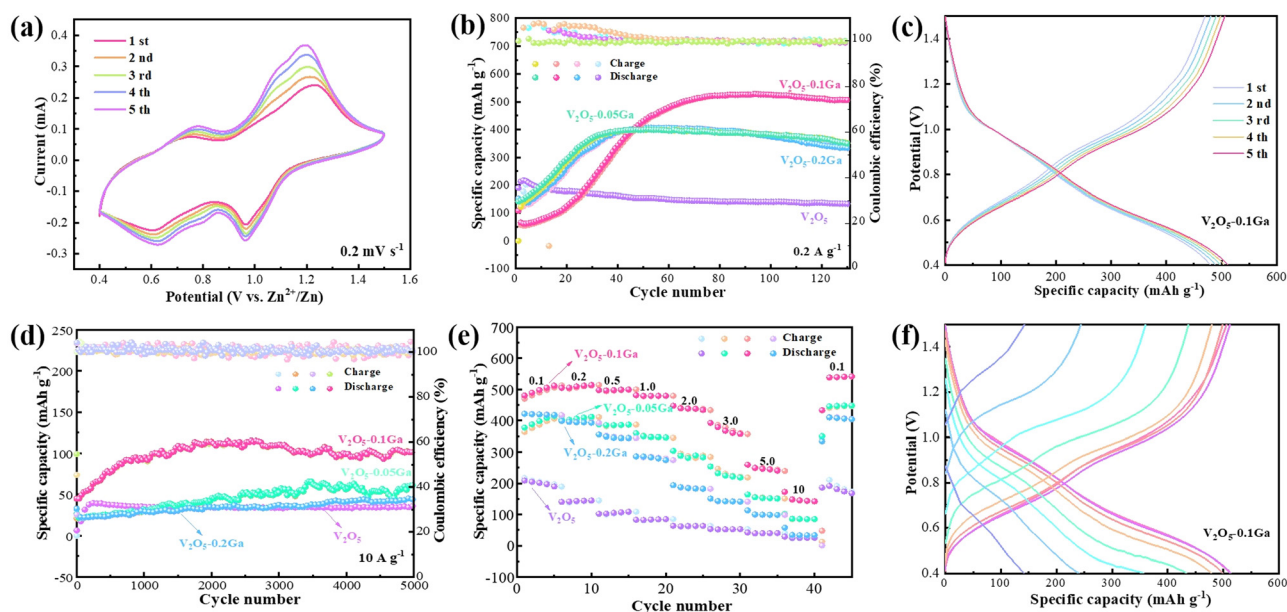 (a)
1 st
2 nd
3 rd
4 th
5 th
0.4
0.3
0.2
0.1
0.0
-0.1
-0.2
-0.3
Current (mA)
0.2 mV s⁻¹
0.4 0.6 0.8 1.0 1.2 1.4 1.6
Potential (V vs. Zn²⁺/Zn)
(b)
800
700
600
500
400
300
200
100
0
-100
Specific capacity (mAh g⁻¹)
Charge
Discharge
V₂O₅-0.1Ga
V₂O₅-0.05Ga
V₂O₅-0.2Ga
V₂O₅
0.2 A g⁻¹
100
80
60
40
20
0
Coulombic efficiency (%)
0 20 40 60 80 100 120
Cycle number
(c)
1.4
1.2
1.0
0.8
0.6
0.4
Potential (V)
1 st
2 nd
3 rd
4 th
5 th
V₂O₅-0.1Ga
0 100 200 300 400 500 600
Specific capacity (mAh g⁻¹)
(d)
250
225
200
175
150
125
100
75
50
25
0
-50
Specific capacity (mAh g⁻¹)
Charge
Discharge
V₂O₅-0.1Ga
V₂O₅-0.05Ga
V₂O₅-0.2Ga
V₂O₅
10 A g⁻¹
100
80
60
40
20
0
Coulombic efficiency (%)
0 1000 2000 3000 4000 5000
Cycle number
(e)
700
600
500
400
300
200
100
0
-100
Specific capacity (mAh g⁻¹)
Charge
Discharge
V₂O₅-0.1Ga
0.1 0.2 0.5 1.0 2.0 3.0 5.0 10 0.1
V₂O₅-0.05Ga
V₂O₅-0.2Ga
V₂O₅
0 10 20 30 40
Cycle number
(f)
1.4
1.2
1.0
0.8
0.6
0.4
Potential (V)
V₂O₅-0.1Ga
0 100 200 300 400 500 600
Specific capacity (mAh g⁻¹)